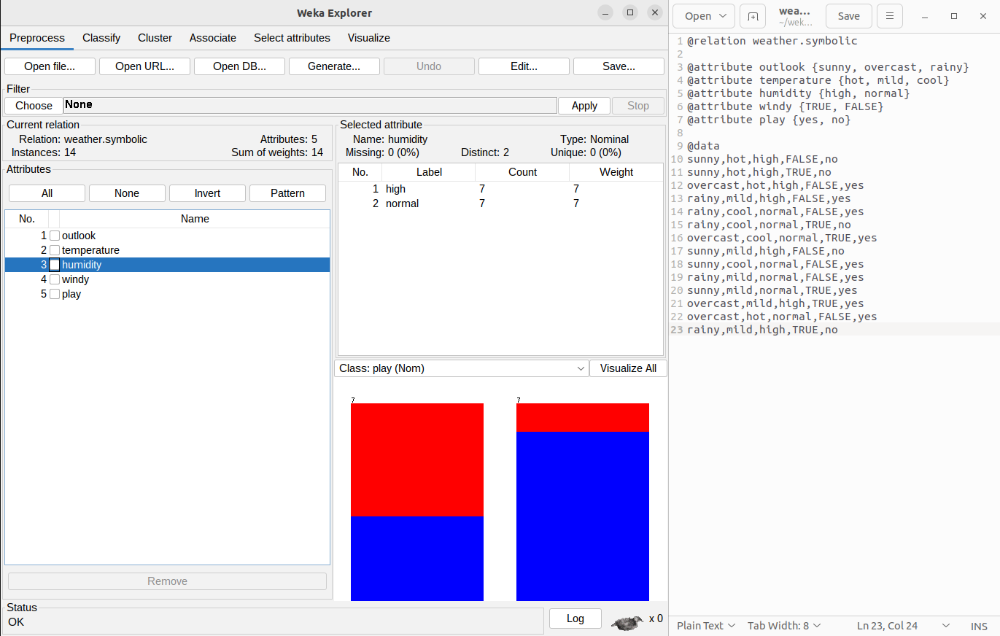 Weka Explorer
Preprocess Classify Cluster Associate Select attributes Visualize
Open file... Open URL... Open DB... Generate... Undo Edit... Save...
Filter
Choose None Apply Stop
Current relation
Relation: weather.symbolic Attributes: 5
Instances: 14 Sum of weights: 14
Attributes
All None Invert Pattern
No. Name
1 outlook
2 temperature
3 humidity
4 windy
5 play
Remove
Status
OK
Log x 0
Selected attribute
Name: humidity Type: Nominal
Missing: 0 (0%) Distinct: 2 Unique: 0 (0%)
No. Label Count Weight
1 high 7 7
2 normal 7 7
Class: play (Nom) Visualize All
7 7
Open wea... Save
~/wek...
1 @relation weather.symbolic
2
3 @attribute outlook {sunny, overcast, rainy}
4 @attribute temperature {hot, mild, cool}
5 @attribute humidity {high, normal}
6 @attribute windy {TRUE, FALSE}
7 @attribute play {yes, no}
8
9 @data
10 sunny,hot,high,FALSE,no
11 sunny,hot,high,TRUE,no
12 overcast,hot,high,FALSE,yes
13 rainy,mild,high,FALSE,yes
14 rainy,cool,normal,FALSE,yes
15 rainy,cool,normal,TRUE,no
16 overcast,cool,normal,TRUE,yes
17 sunny,mild,high,FALSE,no
18 sunny,cool,normal,FALSE,yes
19 rainy,mild,normal,FALSE,yes
20 sunny,mild,normal,TRUE,yes
21 overcast,mild,high,TRUE,yes
22 overcast,hot,normal,FALSE,yes
23 rainy,mild,high,TRUE,no
Plain Text Tab Width: 8 Ln 23, Col 24 INS